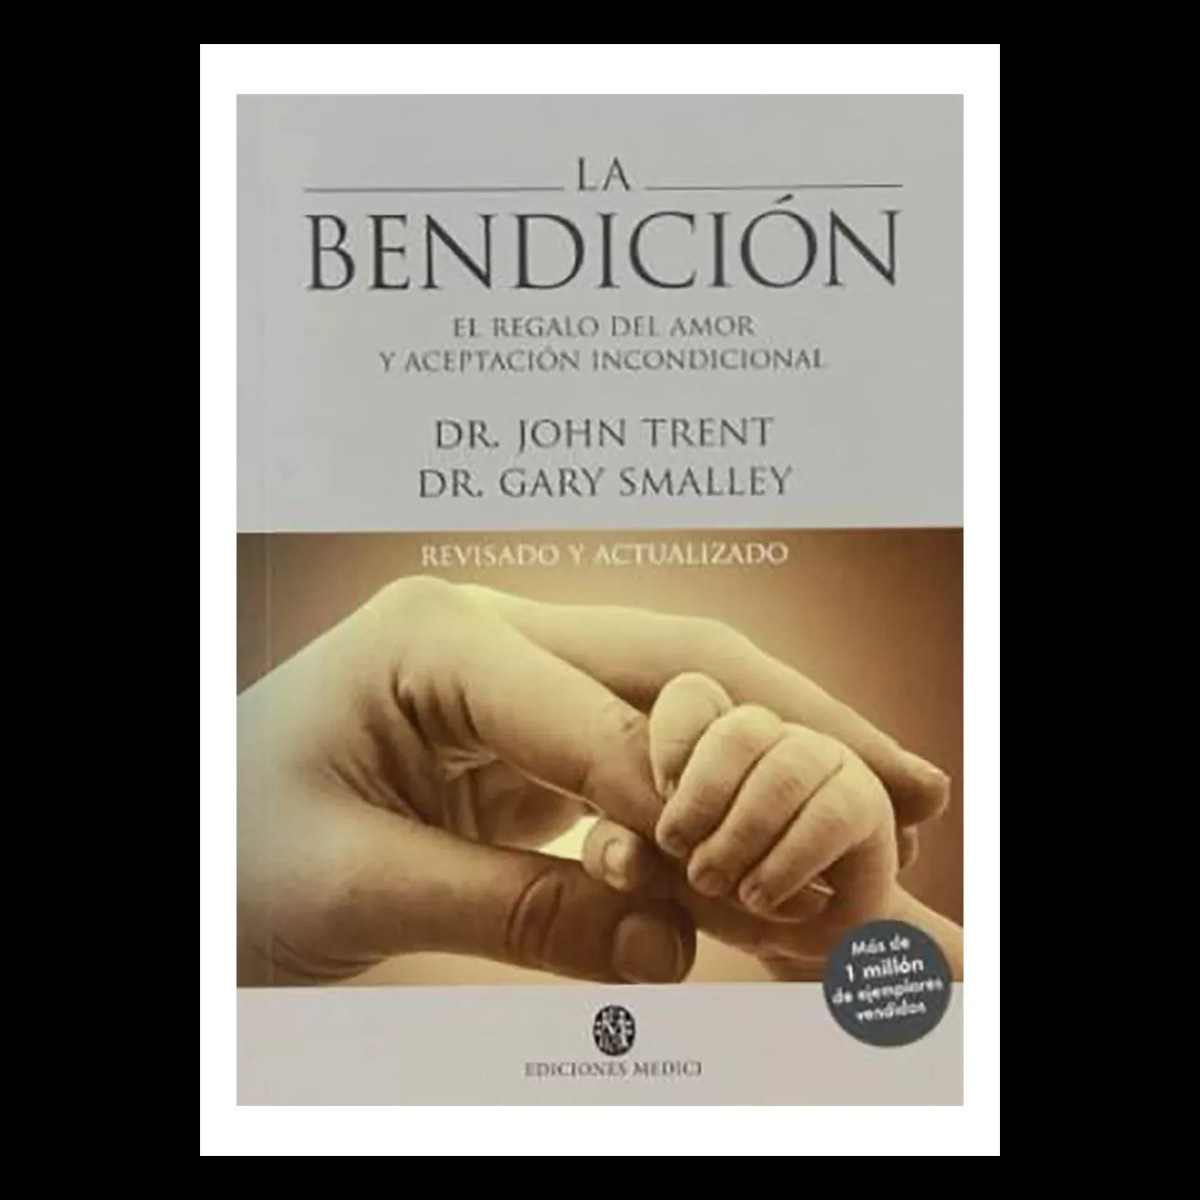 LA
BENDICIÓN
EL REGALO DEL AMOR
Y ACEPTACIÓN INCONDICIONAL
DR. JOHN TRENT
DR. GARY SMALLEY
REVISADO Y ACTUALIZADO
Más de
1 millón
de ejemplares
vendidos
EDICIONES MEDICI